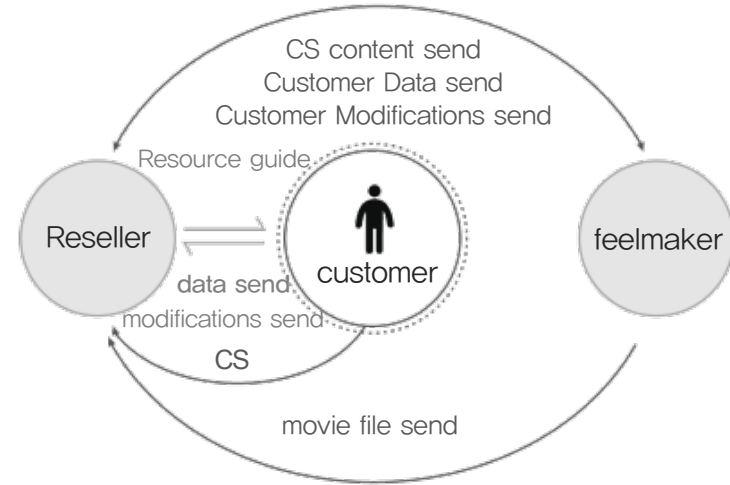 CS content send
Customer Data send
Customer Modifications send
Resource guide
Reseller
customer
feelmaker
data send
modifications send
CS
movie file send